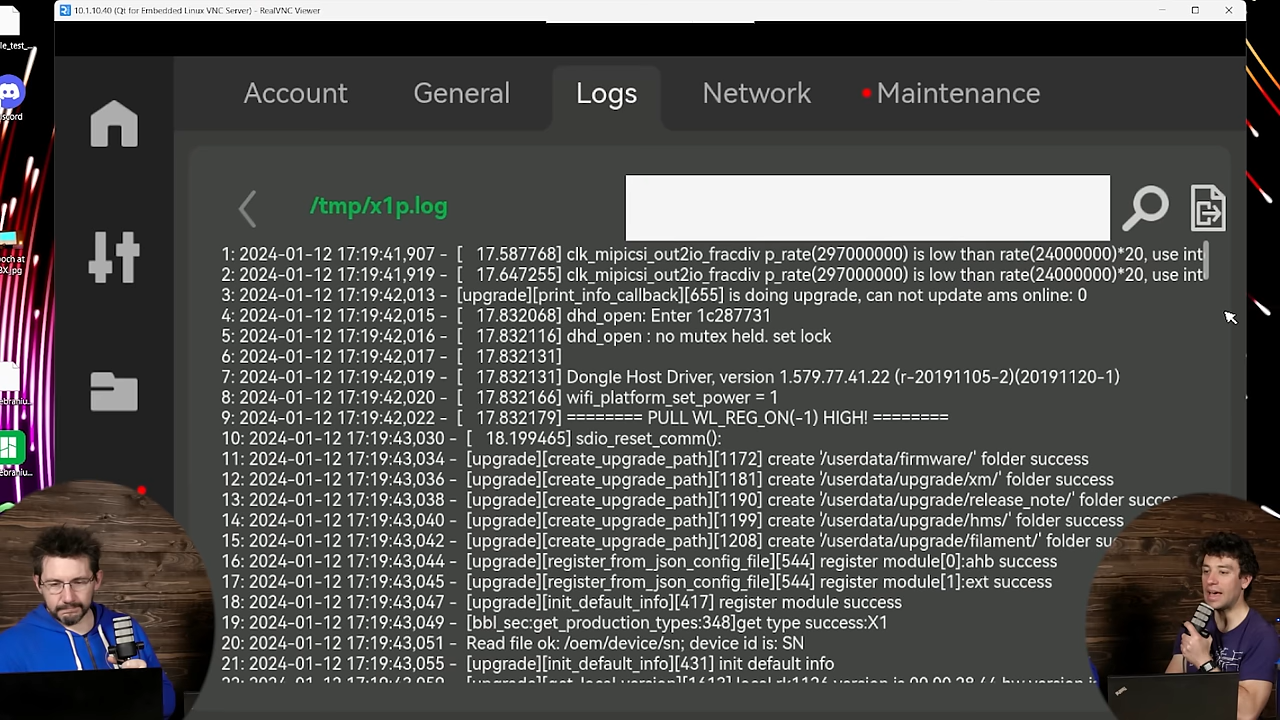 10.1.10.40 (Qt for Embedded Linux VNC Server) - RealVNC Viewer
Account General Logs Network Maintenance
/tmp/x1p.log
1: 2024-01-12 17:19:41,907 - [ 17.587768] clk_mipicsi_out2io_fracdiv p_rate(297000000) is low than rate(24000000)*20, use int
2: 2024-01-12 17:19:41,919 - [ 17.647255] clk_mipicsi_out2io_fracdiv p_rate(297000000) is low than rate(24000000)*20, use int
3: 2024-01-12 17:19:42,013 - [upgrade][print_info_callback][655] is doing upgrade, can not update ams online: 0
4: 2024-01-12 17:19:42,015 - [ 17.832068] dhd_open: Enter 1c287731
5: 2024-01-12 17:19:42,016 - [ 17.832116] dhd_open : no mutex held. set lock
6: 2024-01-12 17:19:42,017 - [ 17.832131]
7: 2024-01-12 17:19:42,019 - [ 17.832131] Dongle Host Driver, version 1.579.77.41.22 (r-20191105-2)(20191120-1)
8: 2024-01-12 17:19:42,020 - [ 17.832166] wifi_platform_set_power = 1
9: 2024-01-12 17:19:42,022 - [ 17.832179] ======== PULL WL_REG_ON(-1) HIGH! ========
10: 2024-01-12 17:19:43,030 - [ 18.199465] sdio_reset_comm():
11: 2024-01-12 17:19:43,034 - [upgrade][create_upgrade_path][1172] create '/userdata/firmware/' folder success
12: 2024-01-12 17:19:43,036 - [upgrade][create_upgrade_path][1181] create '/userdata/upgrade/xm/' folder success
13: 2024-01-12 17:19:43,038 - [upgrade][create_upgrade_path][1190] create '/userdata/upgrade/release_note/' folder succe
14: 2024-01-12 17:19:43,040 - [upgrade][create_upgrade_path][1199] create '/userdata/upgrade/hms/' folder success
15: 2024-01-12 17:19:43,042 - [upgrade][create_upgrade_path][1208] create '/userdata/upgrade/filament/' folder su
16: 2024-01-12 17:19:43,044 - [upgrade][register_from_json_config_file][544] register module[0]:ahb success
17: 2024-01-12 17:19:43,045 - [upgrade][register_from_json_config_file][544] register module[1]:ext success
18: 2024-01-12 17:19:43,047 - [upgrade][init_default_info][417] register module success
19: 2024-01-12 17:19:43,049 - [bbl_sec:get_production_types:348]get type success:X1
20: 2024-01-12 17:19:43,051 - Read file ok: /oem/device/sn; device id is: SN
21: 2024-01-12 17:19:43,055 - [upgrade][init_default_info][431] init default info